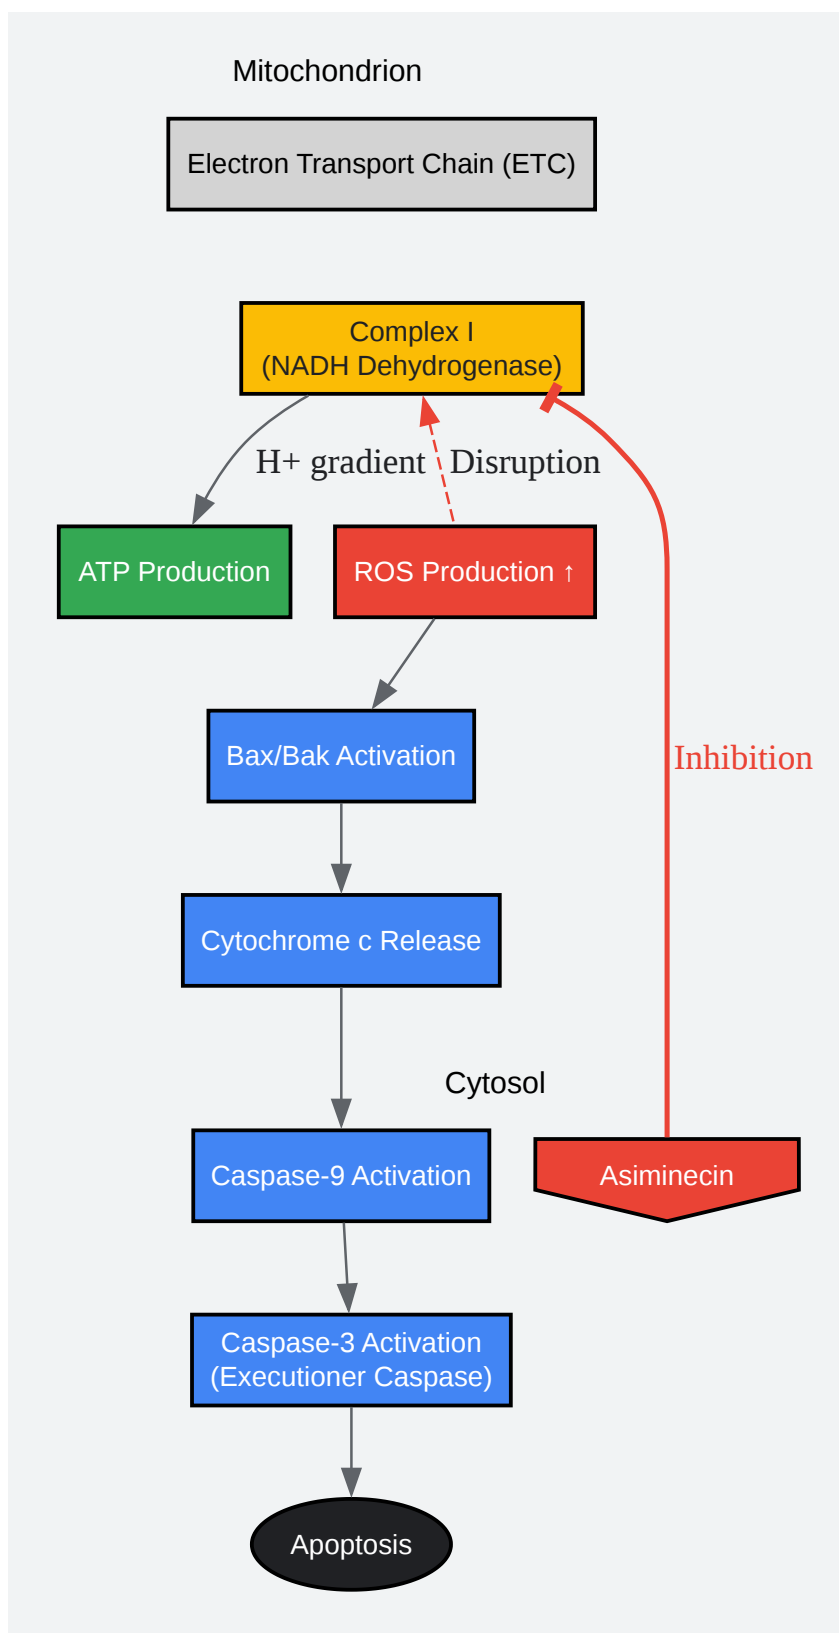 Mitochondrion
Electron Transport Chain (ETC)
Complex I
(NADH Dehydrogenase)
H+ gradient
Disruption
ATP Production
ROS Production ↑
Bax/Bak Activation
Inhibition
Cytochrome c Release
Cytosol
Caspase-9 Activation
Asiminecin
Caspase-3 Activation
(Executioner Caspase)
Apoptosis